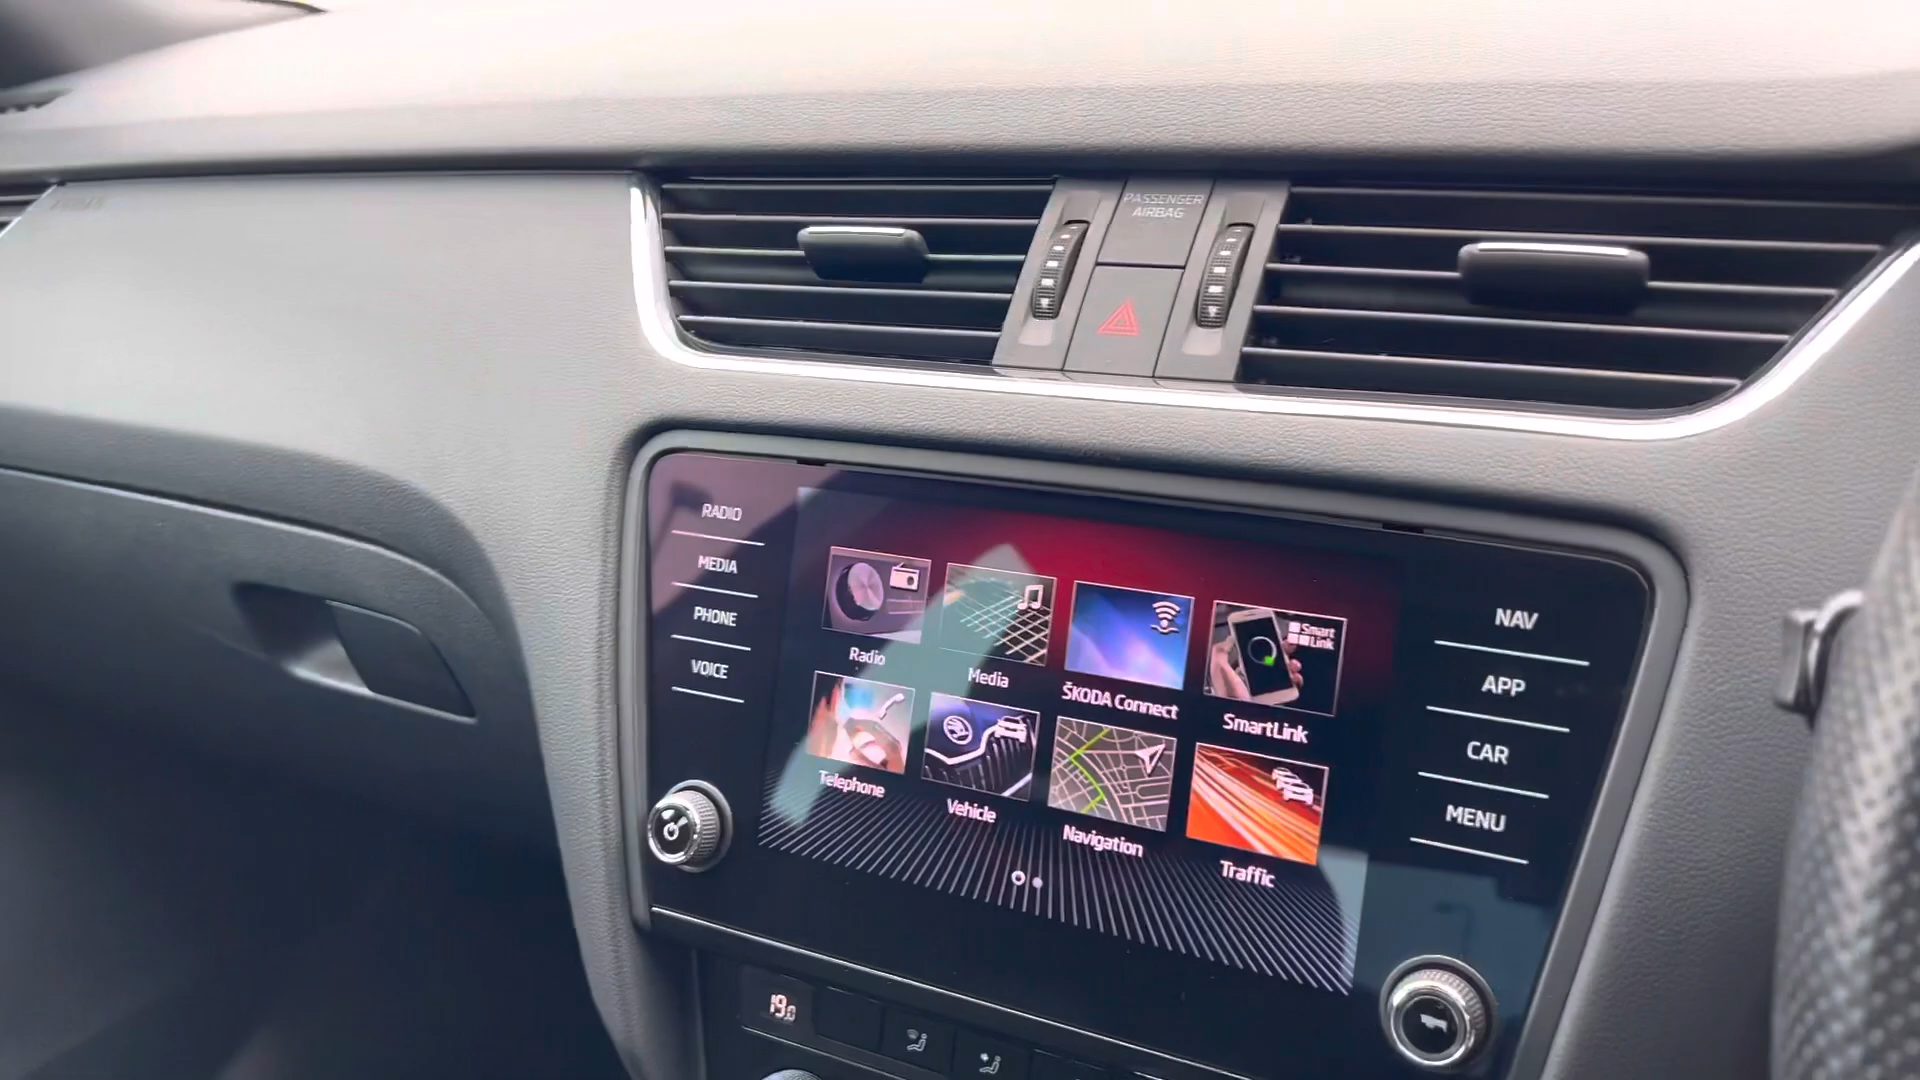 PASSENGER
AIRBAG
RADIO
MEDIA
PHONE
VOICE
Radio
Media
ŠKODA Connect
Smart
Link
SmartLink
Telephone
Vehicle
Navigation
Traffic
NAV
APP
CAR
MENU
19.0